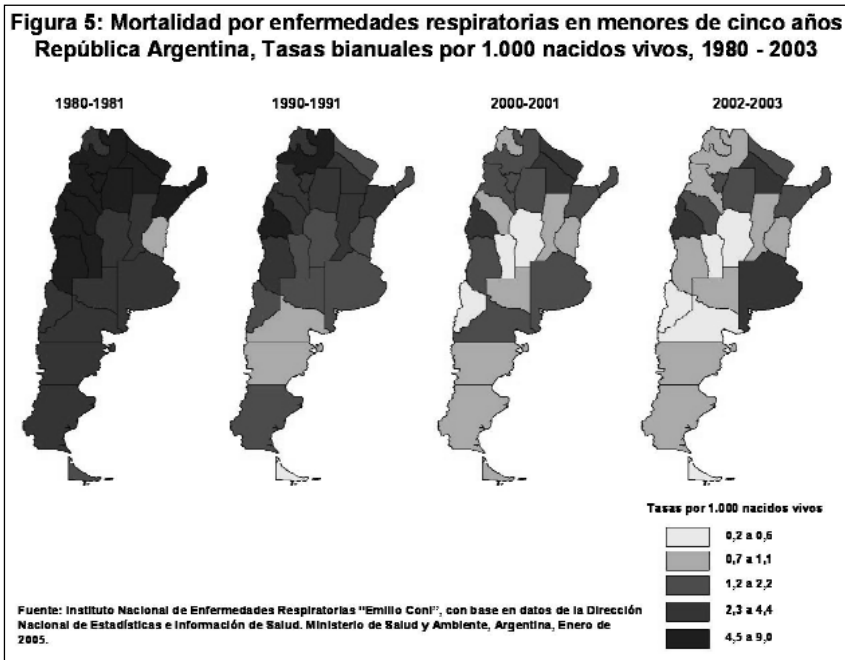 Figura 5: Mortalidad por enfermedades respiratorias en menores de cinco años
República Argentina, Tasas bianuales por 1.000 nacidos vivos, 1980 - 2003
1980-1981
1990-1991
2000-2001
2002-2003
Tasas por 1.000 nacidos vivos
0,2 a 0,6
0,7 a 1,1
1,2 a 2,2
2,3 a 4,4
4,5 a 9,0
Fuente: Instituto Nacional de Enfermedades Respiratorias "Emilio Coni", con base en datos de la Dirección
Nacional de Estadísticas e Información de Salud. Ministerio de Salud y Ambiente, Argentina, Enero de
2005.